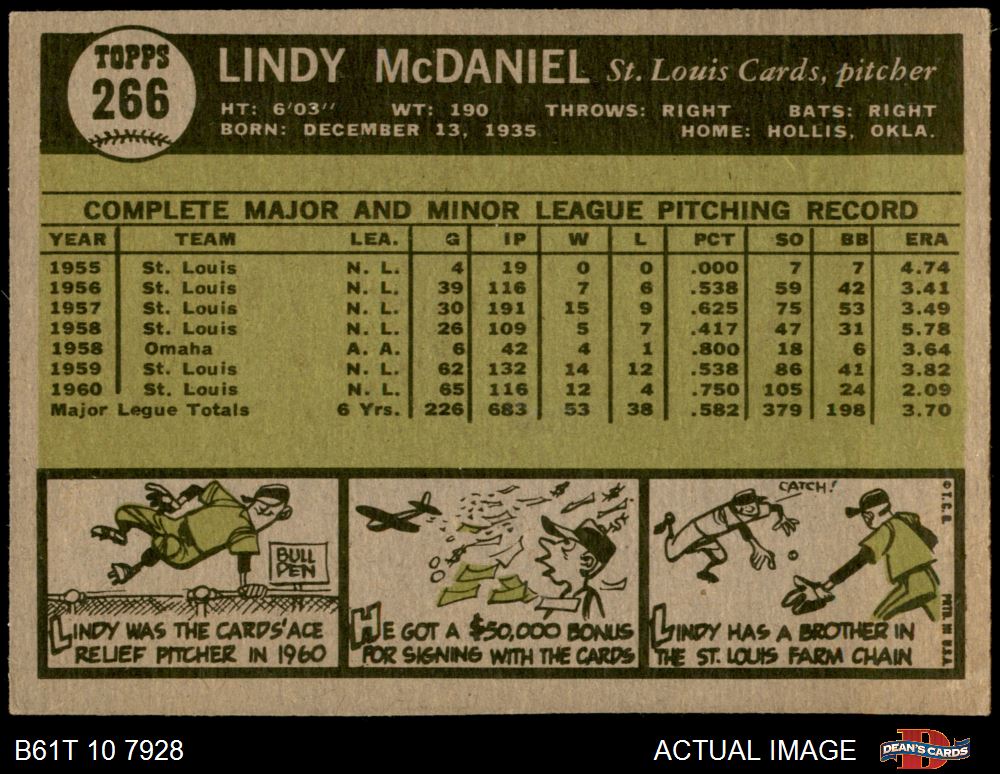 TOPPS
266
LINDY McDANIEL St. Louis Cards, pitcher
HT: 6'03" WT: 190 THROWS: RIGHT BATS: RIGHT
BORN: DECEMBER 13, 1935 HOME: HOLLIS, OKLA.
COMPLETE MAJOR AND MINOR LEAGUE PITCHING RECORD
YEAR TEAM LEA. G IP W L PCT SO BB ERA
1955 St. Louis N. L. 4 19 0 0 .000 7 7 4.74
1956 St. Louis N. L. 39 116 7 6 .538 59 42 3.41
1957 St. Louis N. L. 30 191 15 9 .625 75 53 3.49
1958 St. Louis N. L. 26 109 5 7 .417 47 31 5.78
1958 Omaha A. A. 6 42 4 1 .800 18 6 3.64
1959 St. Louis N. L. 62 132 14 12 .538 86 41 3.82
1960 St. Louis N. L. 65 116 12 4 .750 105 24 2.09
Major Legue Totals 6 Yrs. 226 683 53 38 .582 379 198 3.70
BULL
PEN
LINDY WAS THE CARDS' ACE
RELIEF PITCHER IN 1960
HE GOT A $50,000 BONUS
FOR SIGNING WITH THE CARDS
CATCH!
LINDY HAS A BROTHER IN
THE ST. LOUIS FARM CHAIN
© T. C. G.
PTD. IN U.S.A.
B61T 10 7928
ACTUAL IMAGE
DEAN'S CARDS